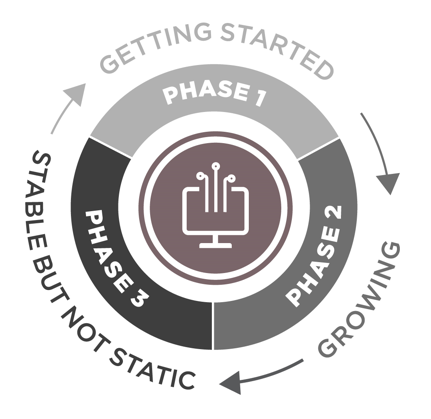 GETTING STARTED
PHASE 1
PHASE 2
GROWING
PHASE 3
STABLE BUT NOT STATIC